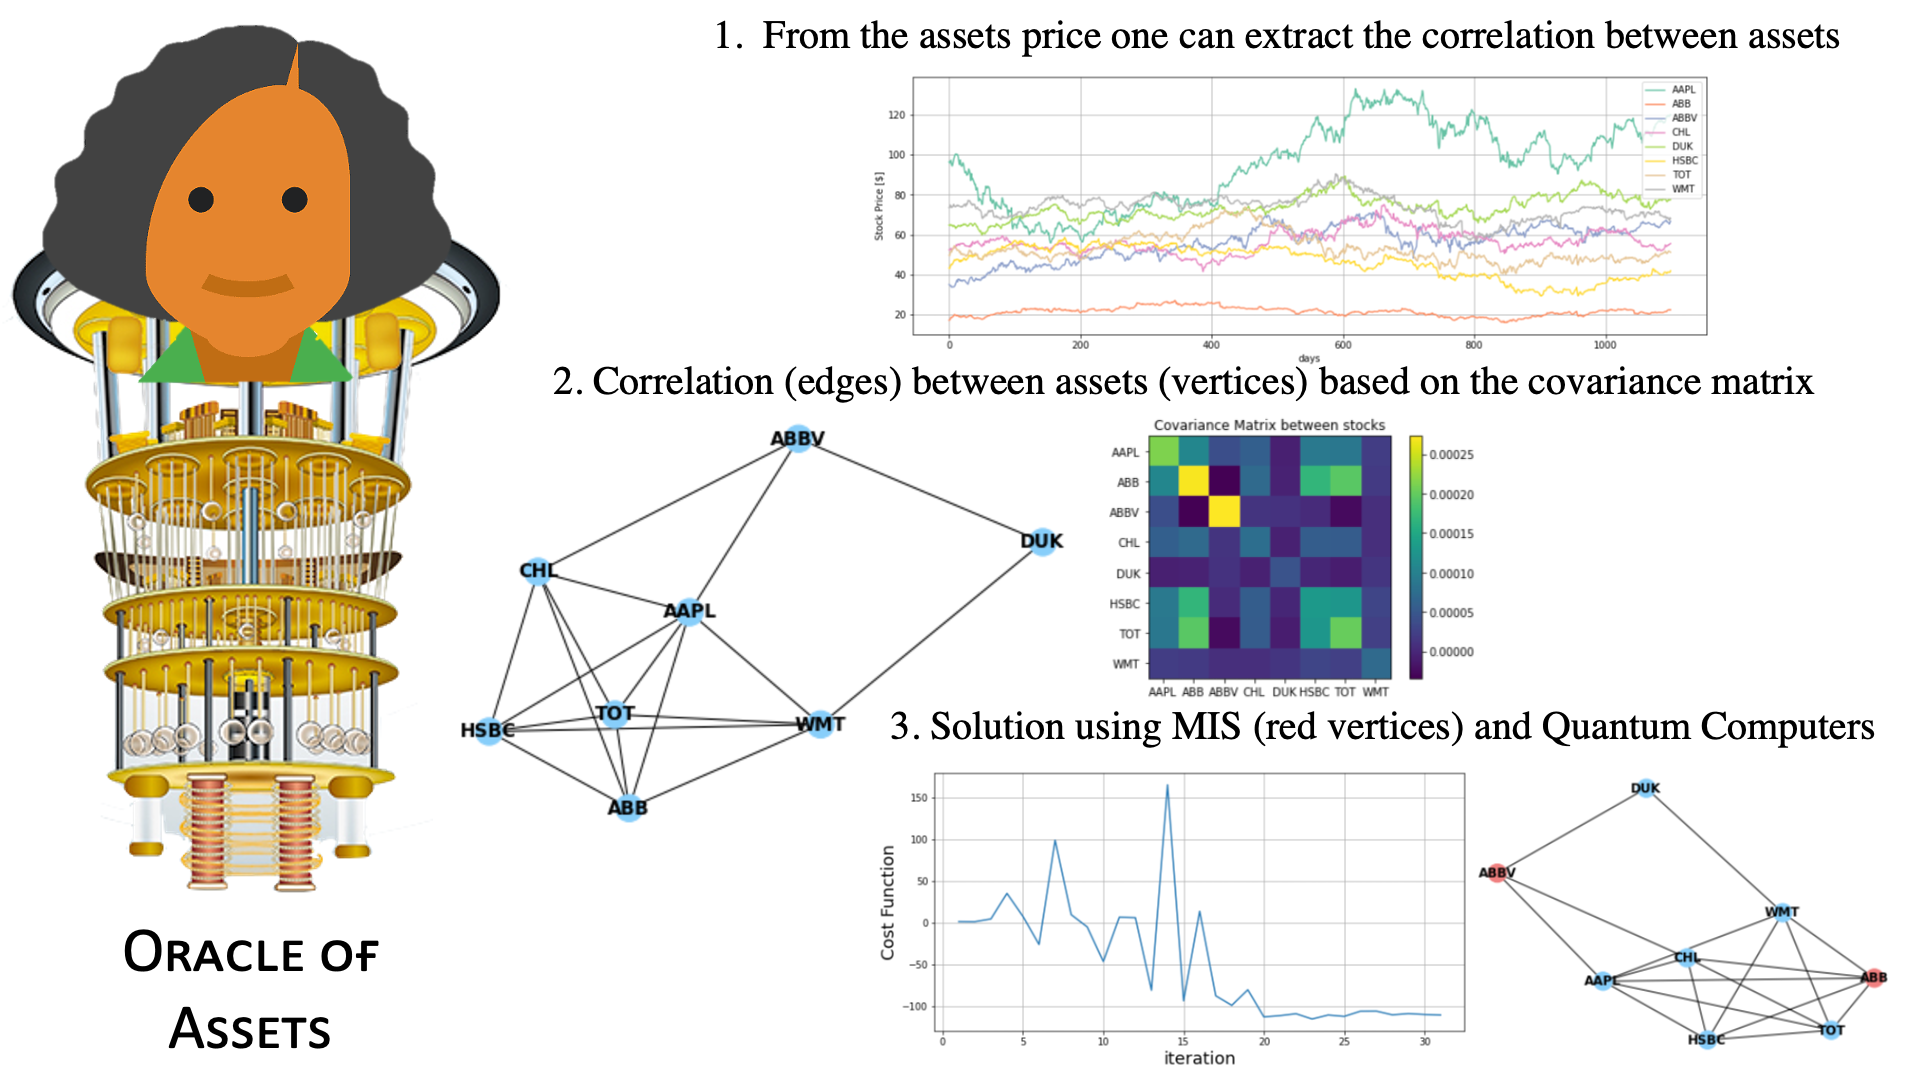 1. From the assets price one can extract the correlation between assets
120
100
80
60
40
20
Stock Price [$]
0 200 400 600 800 1000
days
AAPL
ABB
ABBV
CHL
DUK
HSBC
TOT
WMT
2. Correlation (edges) between assets (vertices) based on the covariance matrix
ABBV
DUK
CHL
AAPL
TOT
HSBC
WMT
ABB
Covariance Matrix between stocks
AAPL
ABB
ABBV
CHL
DUK
HSBC
TOT
WMT
AAPL ABB ABBV CHL DUK HSBC TOT WMT
0.00025
0.00020
0.00015
0.00010
0.00005
0.00000
3. Solution using MIS (red vertices) and Quantum Computers
150
100
50
0
−50
−100
Cost Function
0 5 10 15 20 25 30
iteration
DUK
ABBV
WMT
CHL
AAPL
ABB
TOT
HSBC
ORACLE OF
ASSETS